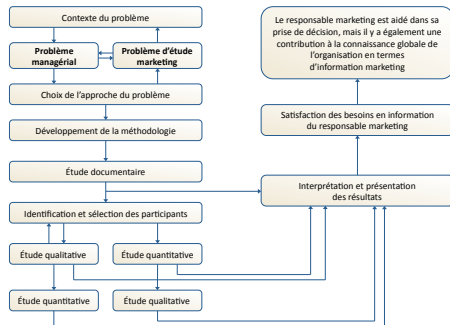 Contexte du problème
Problème
managérial
Problème d'étude
marketing
Choix de l'approche du problème
Développement de la méthodologie
Étude documentaire
Identification et sélection des participants
Étude qualitative
Étude quantitative
Étude quantitative
Étude qualitative
Le responsable marketing est aidé dans sa
prise de décision, mais il y a également une
contribution à la connaissance globale de
l'organisation en termes
d'information marketing
Satisfaction des besoins en information
du responsable marketing
Interprétation et présentation
des résultats